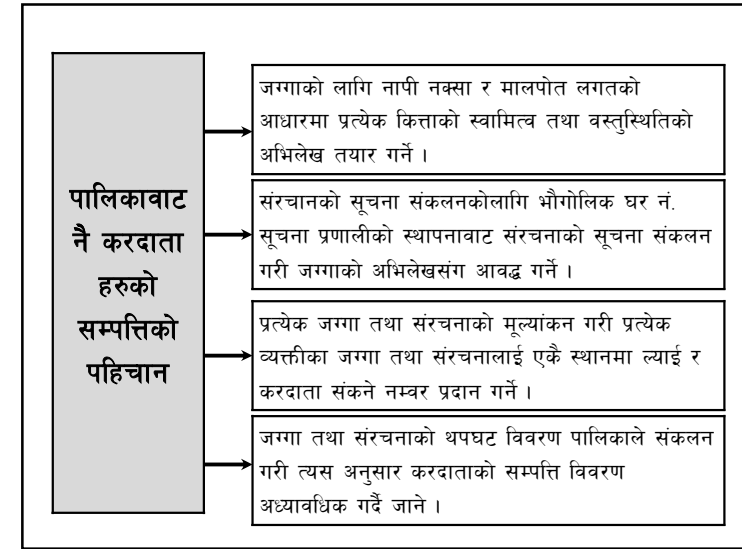 पालिकावाट
नै करदाता
हरुको
सम्पत्तिको
पहिचान
जग्गाको लागि नापी नक्सा र मालपोत लगतको
आधारमा प्रत्येक कित्ताको स्वामित्व तथा वस्तुस्थितिको
अभिलेख तयार गर्ने ।
संरचानको सूचना संकलनकोलागि भौगोलिक घर नं.
सूचना प्रणालीको स्थापनावाट संरचनाको सूचना संकलन
गरी जग्गाको अभिलेखसंग आवद्ध गर्ने ।
प्रत्येक जग्गा तथा संरचनाको मूल्यांकन गरी प्रत्येक
व्यक्तीका जग्गा तथा संरचनालाई एकै स्थानमा ल्याई र
करदाता संकने नम्वर प्रदान गर्ने ।
जग्गा तथा संरचनाको थपघट विवरण पालिकाले संकलन
गरी त्यस अनुसार करदाताको सम्पत्ति विवरण
अध्यावधिक गर्दै जाने ।